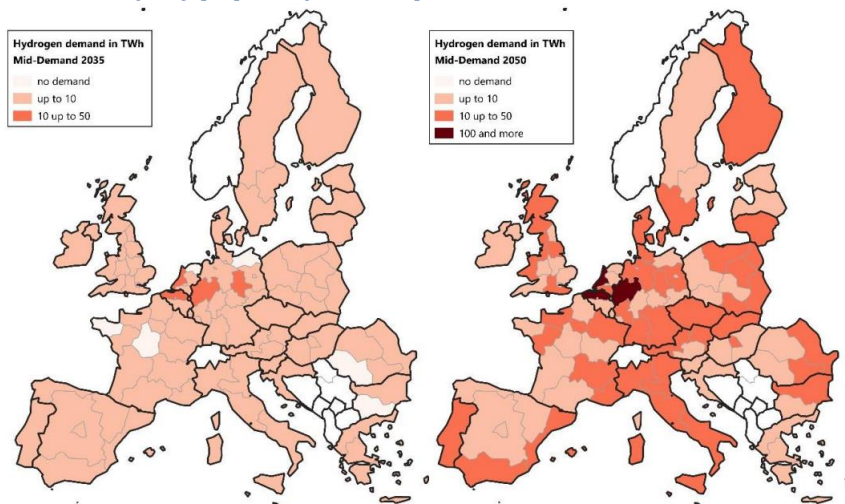 Hydrogen demand in TWh
Mid-Demand 2035
no demand
up to 10
10 up to 50
Hydrogen demand in TWh
Mid-Demand 2050
no demand
up to 10
10 up to 50
100 and more